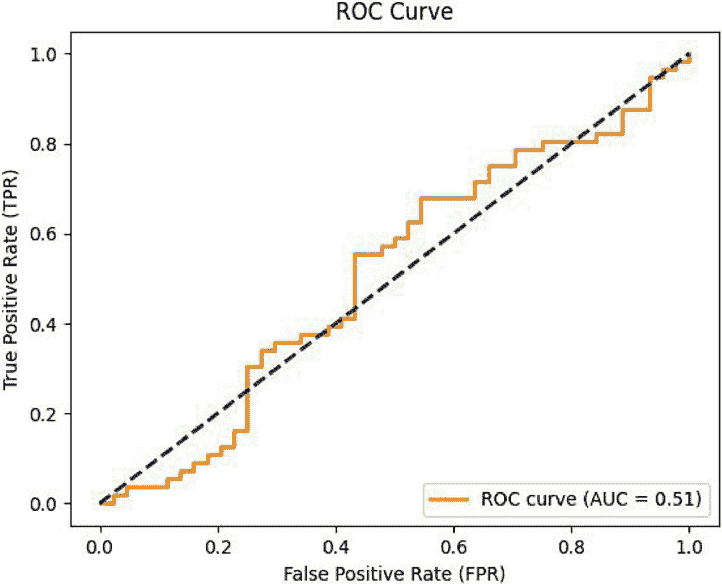 ROC Curve
True Positive Rate (TPR)
1.0
0.8
0.6
0.4
0.2
0.0
ROC curve (AUC = 0.51)
0.0 0.2 0.4 0.6 0.8 1.0
False Positive Rate (FPR)